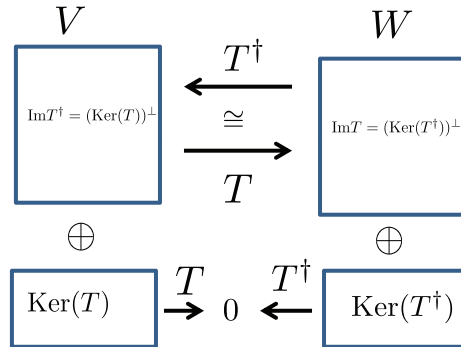 V W
T†
ImT† = (Ker(T))⊥ ≅ ImT = (Ker(T†))⊥
T
⊕ ⊕
Ker(T) T 0 T† Ker(T†)